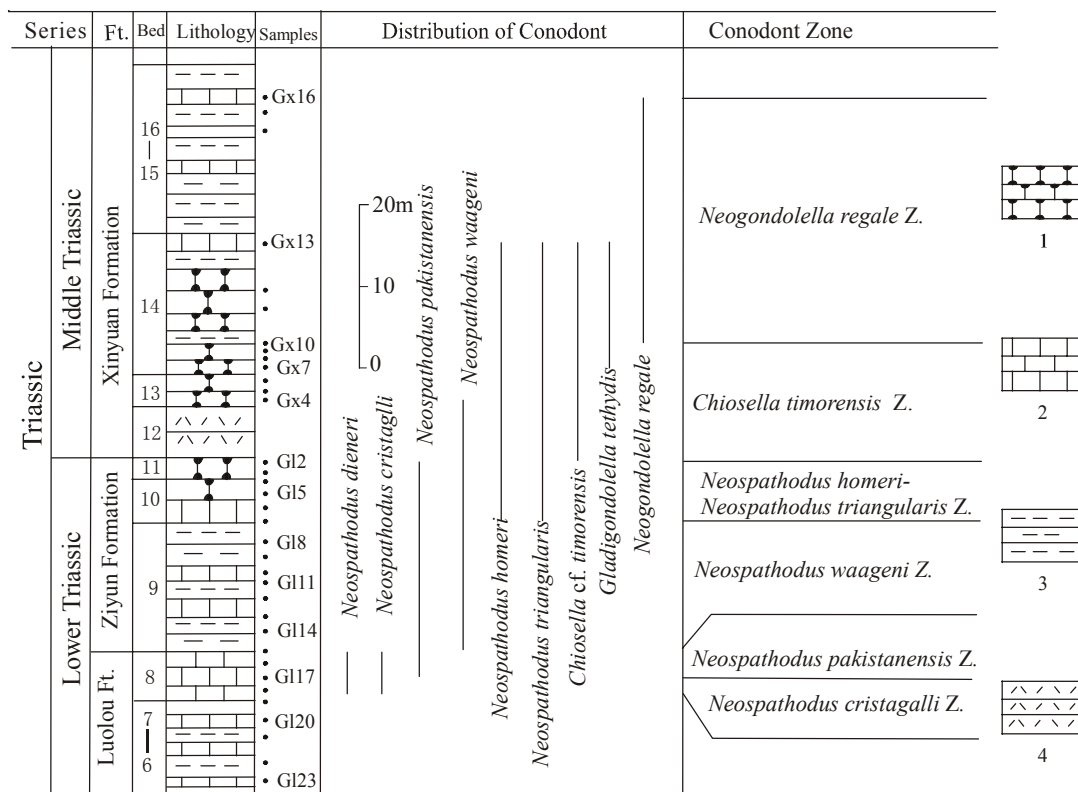 Series Ft. Bed Lithology Samples Distribution of Conodont Conodont Zone
Triassic
Middle Triassic
Lower Triassic
Xinyuan Formation
Ziyun Formation
Luolou Ft.
16
15
14
13
12
11
10
9
8
7
6
Gx16
Gx13
Gx10
Gx7
Gx4
Gl2
Gl5
Gl8
Gl11
Gl14
Gl17
Gl20
Gl23
20m
10
0
Neospathodus dieneri
Neospathodus cristaglli
Neospathodus pakistanensis
Neospathodus waageni
Neospathodus homeri
Neospathodus triangularis
Chiosella cf. timorensis
Gladigondolella tethydis
Neogondolella regale
Neogondolella regale Z.
Chiosella timorensis Z.
Neospathodus homeri-
Neospathodus triangularis Z.
Neospathodus waageni Z.
Neospathodus pakistanensis Z.
Neospathodus cristagalli Z.
1
2
3
4